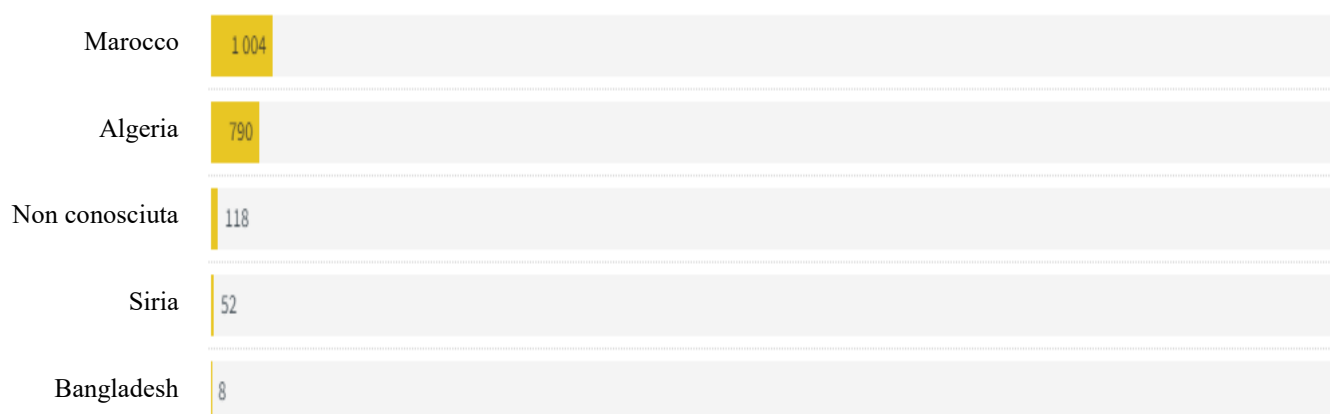 Marocco 1 004
Algeria 790
Non conosciuta 118
Siria 52
Bangladesh 8